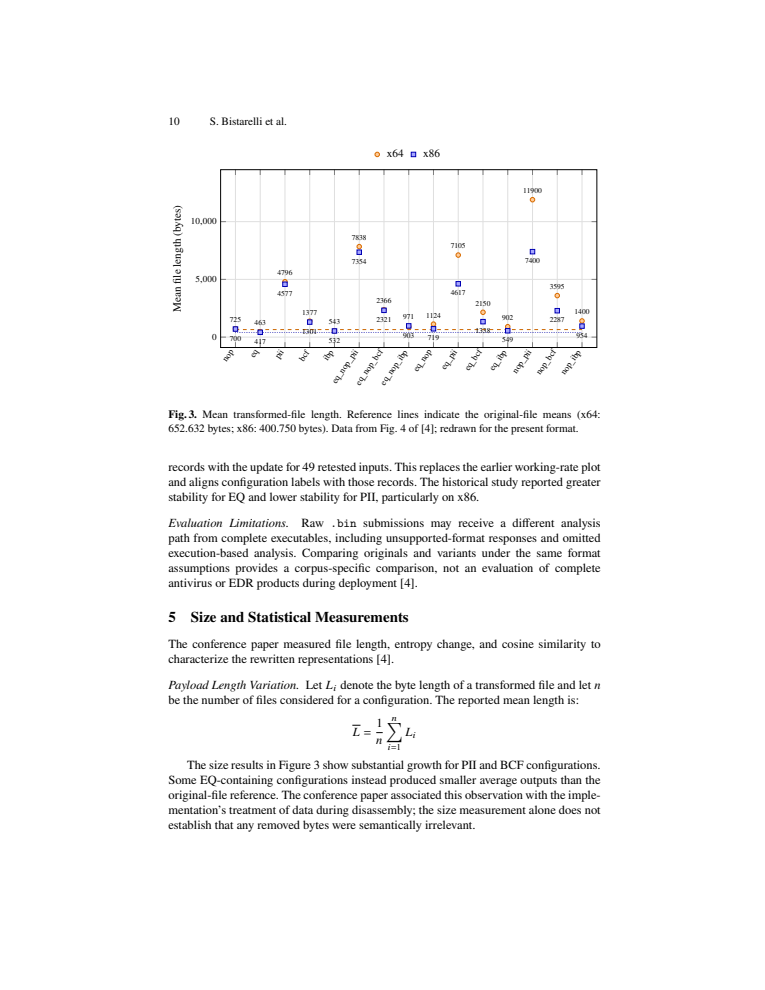 10 S. Bistarelli et al.
x64 x86
Mean file length (bytes)
10,000
5,000
0
725
700
463
417
4796
4577
1377
1301
543
532
7838
7354
2366
2321
971
903
1124
719
7105
4617
2150
1338
902
549
11900
7400
3595
2287
1400
954
nop
eq
pii
bcf
ibp
eq_nop_pii
eq_nop_bcf
eq_nop_ibp
eq_nop
eq_pii
eq_bcf
eq_ibp
nop_pii
nop_bcf
nop_ibp
Fig. 3. Mean transformed-file length. Reference lines indicate the original-file means (x64:
652.632 bytes; x86: 400.750 bytes). Data from Fig. 4 of [4]; redrawn for the present format.
records with the update for 49 retested inputs. This replaces the earlier working-rate plot
and aligns configuration labels with those records. The historical study reported greater
stability for EQ and lower stability for PII, particularly on x86.
Evaluation Limitations. Raw .bin submissions may receive a different analysis
path from complete executables, including unsupported-format responses and omitted
execution-based analysis. Comparing originals and variants under the same format
assumptions provides a corpus-specific comparison, not an evaluation of complete
antivirus or EDR products during deployment [4].
5 Size and Statistical Measurements
The conference paper measured file length, entropy change, and cosine similarity to
characterize the rewritten representations [4].
Payload Length Variation. Let Li denote the byte length of a transformed file and let n
be the number of files considered for a configuration. The reported mean length is:
L̅ = 1/n ∑ⁿᵢ₌₁ Lᵢ
The size results in Figure 3 show substantial growth for PII and BCF configurations.
Some EQ-containing configurations instead produced smaller average outputs than the
original-file reference. The conference paper associated this observation with the imple-
mentation's treatment of data during disassembly; the size measurement alone does not
establish that any removed bytes were semantically irrelevant.